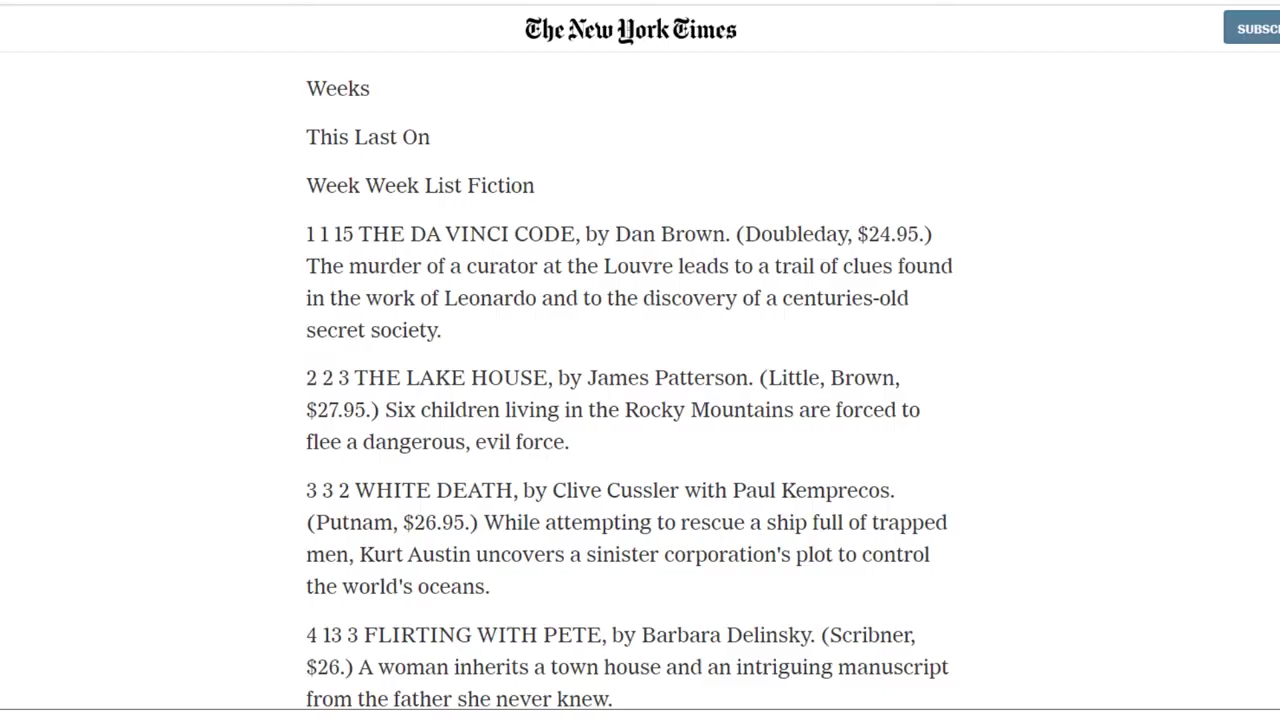 The New York Times
SUBSC
Weeks
This Last On
Week Week List Fiction
1 1 15 THE DA VINCI CODE, by Dan Brown. (Doubleday, $24.95.)
The murder of a curator at the Louvre leads to a trail of clues found
in the work of Leonardo and to the discovery of a centuries-old
secret society.
2 2 3 THE LAKE HOUSE, by James Patterson. (Little, Brown,
$27.95.) Six children living in the Rocky Mountains are forced to
flee a dangerous, evil force.
3 3 2 WHITE DEATH, by Clive Cussler with Paul Kemprecos.
(Putnam, $26.95.) While attempting to rescue a ship full of trapped
men, Kurt Austin uncovers a sinister corporation's plot to control
the world's oceans.
4 13 3 FLIRTING WITH PETE, by Barbara Delinsky. (Scribner,
$26.) A woman inherits a town house and an intriguing manuscript
from the father she never knew.